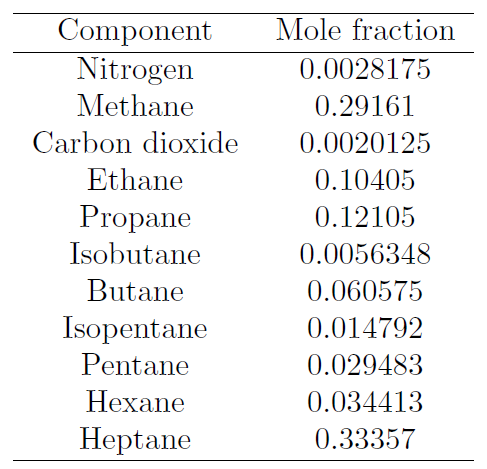 Component Mole fraction
Nitrogen 0.0028175
Methane 0.29161
Carbon dioxide 0.0020125
Ethane 0.10405
Propane 0.12105
Isobutane 0.0056348
Butane 0.060575
Isopentane 0.014792
Pentane 0.029483
Hexane 0.034413
Heptane 0.33357